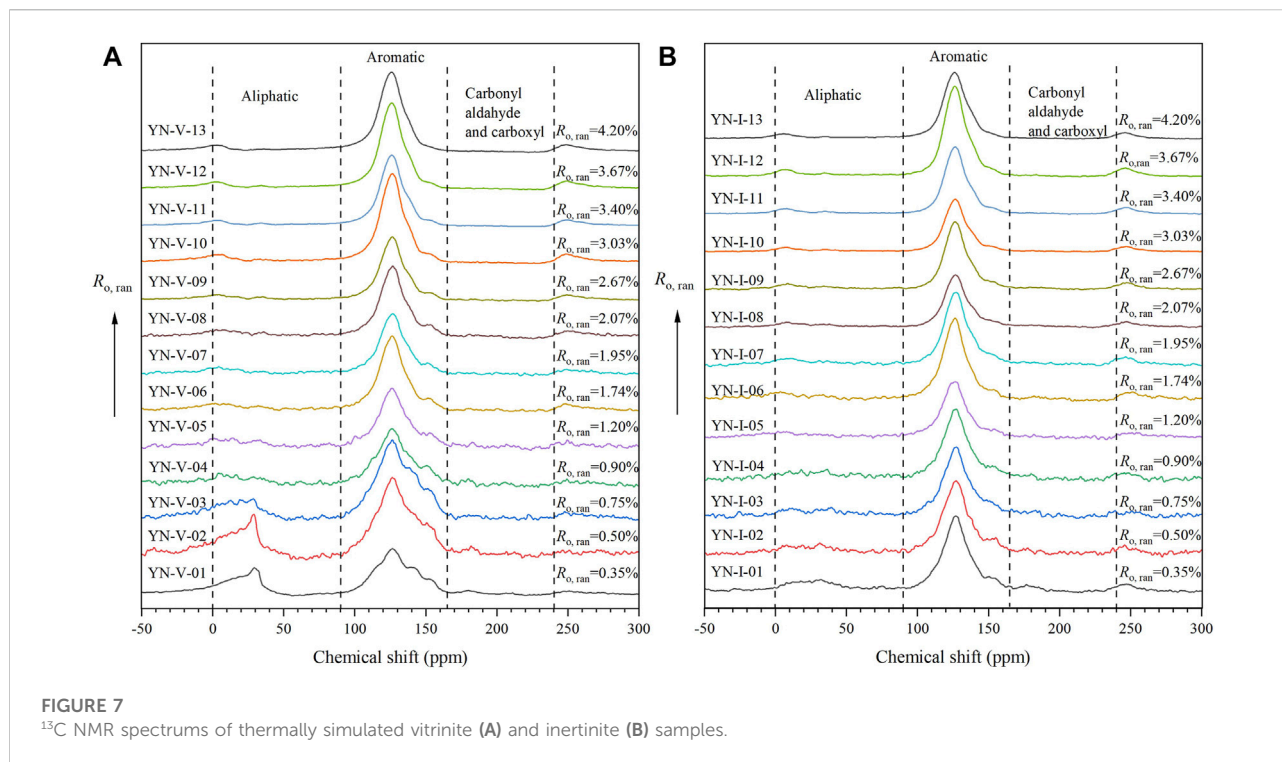 A
Aromatic
Aliphatic
Carbonyl
aldehyde
and carboxyl
YN-V-13
Ro, ran=4.20%
YN-V-12
Ro, ran=3.67%
YN-V-11
Ro, ran=3.40%
YN-V-10
Ro, ran=3.03%
YN-V-09
Ro, ran=2.67%
YN-V-08
Ro, ran=2.07%
YN-V-07
Ro, ran=1.95%
YN-V-06
Ro, ran=1.74%
YN-V-05
Ro, ran=1.20%
YN-V-04
Ro, ran=0.90%
YN-V-03
Ro, ran=0.75%
YN-V-02
Ro, ran=0.50%
YN-V-01
Ro, ran=0.35%
Ro, ran
-50 0 50 100 150 200 250 300
Chemical shift (ppm)
B
Aromatic
Aliphatic
Carbonyl
aldehyde
and carboxyl
YN-I-13
Ro, ran=4.20%
YN-I-12
Ro,ran=3.67%
YN-I-11
Ro, ran=3.40%
YN-I-10
Ro, ran=3.03%
YN-I-09
Ro, ran=2.67%
YN-I-08
Ro, ran=2.07%
YN-I-07
Ro, ran=1.95%
YN-I-06
Ro, ran=1.74%
YN-I-05
Ro, ran=1.20%
YN-I-04
Ro, ran=0.90%
YN-I-03
Ro, ran=0.75%
YN-I-02
Ro, ran=0.50%
YN-I-01
Ro, ran=0.35%
Ro, ran
-50 0 50 100 150 200 250 300
Chemical shift (ppm)
FIGURE 7
¹³C NMR spectrums of thermally simulated vitrinite (A) and inertinite (B) samples.